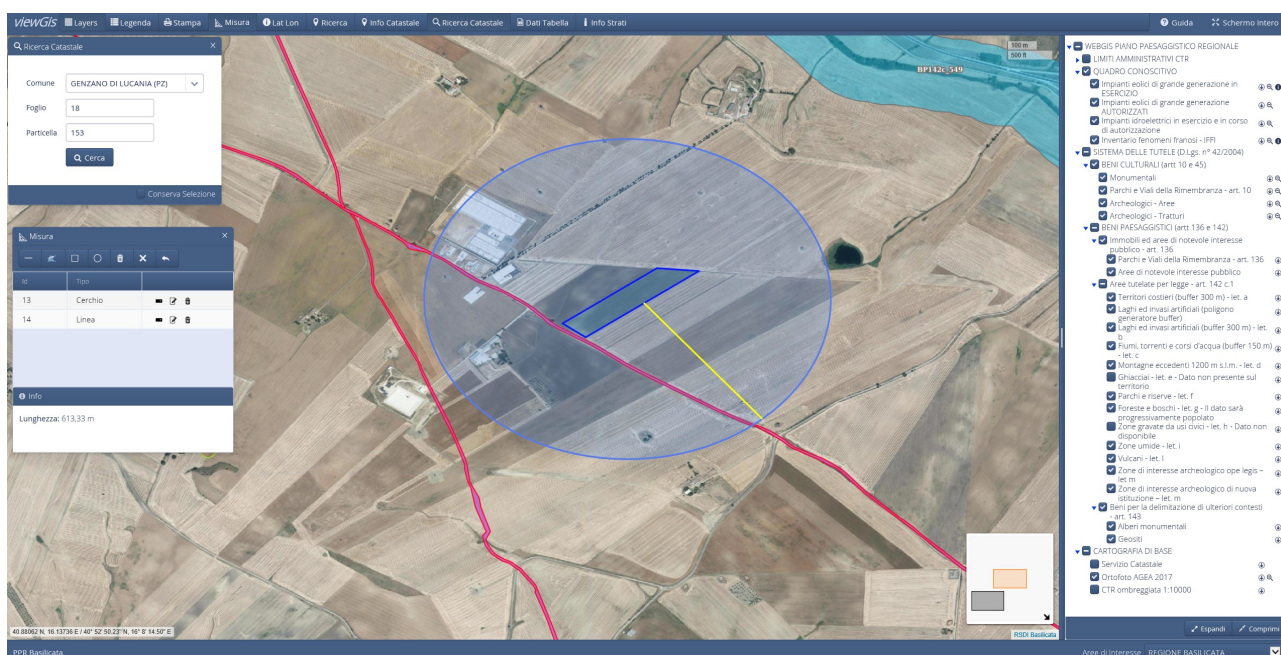 viewGis Layers Legenda Stampa Misura Lat Lon Ricerca Info Catastale Ricerca Catastale Dati Tabella Info Strati Guida Schermo Intero
Ricerca Catastale
Comune GENZANO DI LUCANIA (PZ)
Foglio 18
Particella 153
Cerca
Conserva Selezione
Misura
Id Tipo
13 Cerchio
14 Linea
Info
Lunghezza: 613,33 m
100 m
500 ft
BP142c_549
40.88062 N, 16.13736 E / 40° 52' 50.23" N, 16° 8' 14.50" E
RSDI Basilicata
WEBGIS PIANO PAESAGGISTICO REGIONALE
LIMITI AMMINISTRATIVI CTR
QUADRO CONOSCITIVO
Impianti eolici di grande generazione in
ESERCIZIO
Impianti eolici di grande generazione
AUTORIZZATI
Impianti idroelettrici in esercizio e in corso
di autorizzazione
Inventario fenomeni franosi - IFFI
SISTEMA DELLE TUTELE (D.Lgs. n° 42/2004)
BENI CULTURALI (artt 10 e 45)
Monumentali
Parchi e Viali della Rimembranza - art. 10
Archeologici - Aree
Archeologici - Tratturi
BENI PAESAGGISTICI (artt 136 e 142)
Immobili ed aree di notevole interesse
pubblico - art. 136
Parchi e Viali della Rimembranza - art. 136
Aree di notevole interesse pubblico
Aree tutelate per legge - art. 142 c.1
Territori costieri (buffer 300 m) - let. a
Laghi ed invasi artificiali (poligono
generatore buffer)
Laghi ed invasi artificiali (buffer 300 m) - let.
b
Fiumi, torrenti e corsi d'acqua (buffer 150 m)
- let. c
Montagne eccedenti 1200 m s.l.m. - let. d
Ghiacciai - let. e - Dato non presente sul
territorio
Parchi e riserve - let. f
Foreste e boschi - let. g - Il dato sarà
progressivamente popolato
Zone gravate da usi civici - let. h - Dato non
disponibile
Zone umide - let. i
Vulcani - let. l
Zone di interesse archeologico ope legis –
let m
Zone di interesse archeologico di nuova
istituzione – let. m
Beni per la delimitazione di ulteriori contesti
- art. 143
Alberi monumentali
Geositi
CARTOGRAFIA DI BASE
Servizio Catastale
Ortofoto AGEA 2017
CTR ombreggiata 1:10000
Espandi Comprimi
PPR Basilicata Aree di Interesse REGIONE BASILICATA